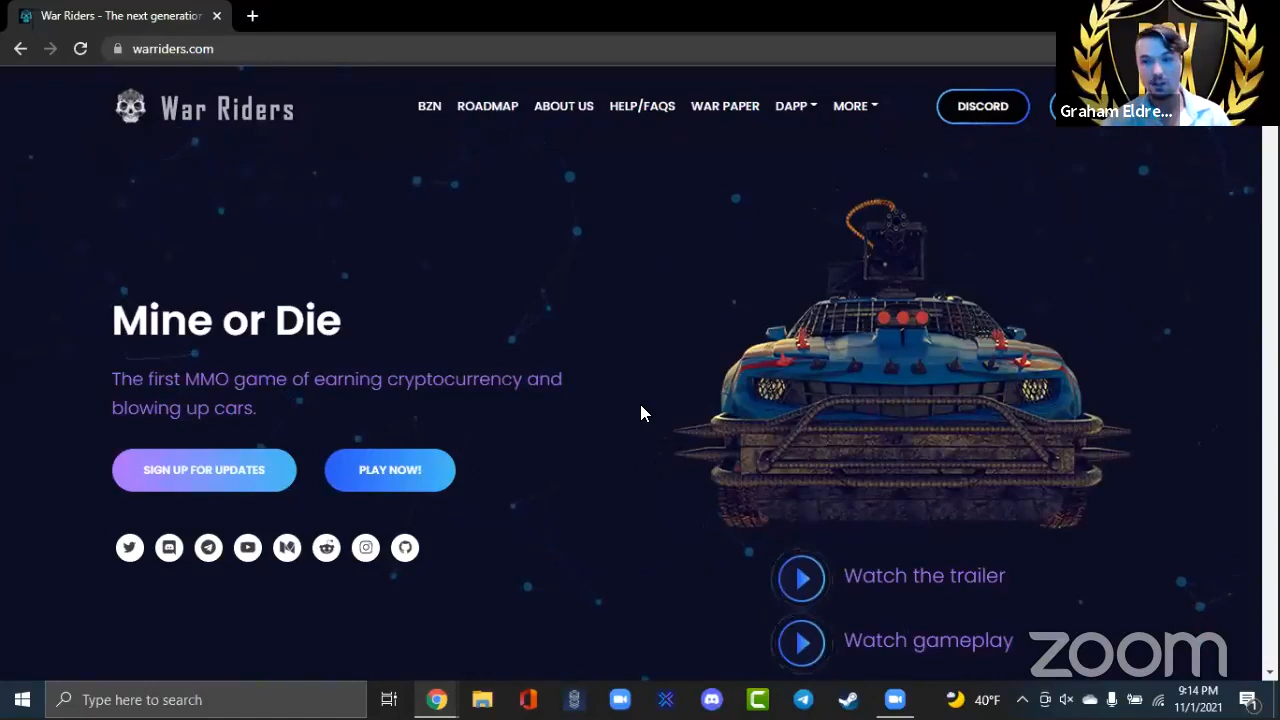 War Riders - The next generation
warriders.com
War Riders
BZN ROADMAP ABOUT US HELP/FAQS WAR PAPER DAPP MORE
DISCORD
Graham Eldre...
Mine or Die
The first MMO game of earning cryptocurrency and
blowing up cars.
SIGN UP FOR UPDATES
PLAY NOW!
Watch the trailer
Watch gameplay
zoom
Type here to search
40°F
9:14 PM
11/1/2021
1